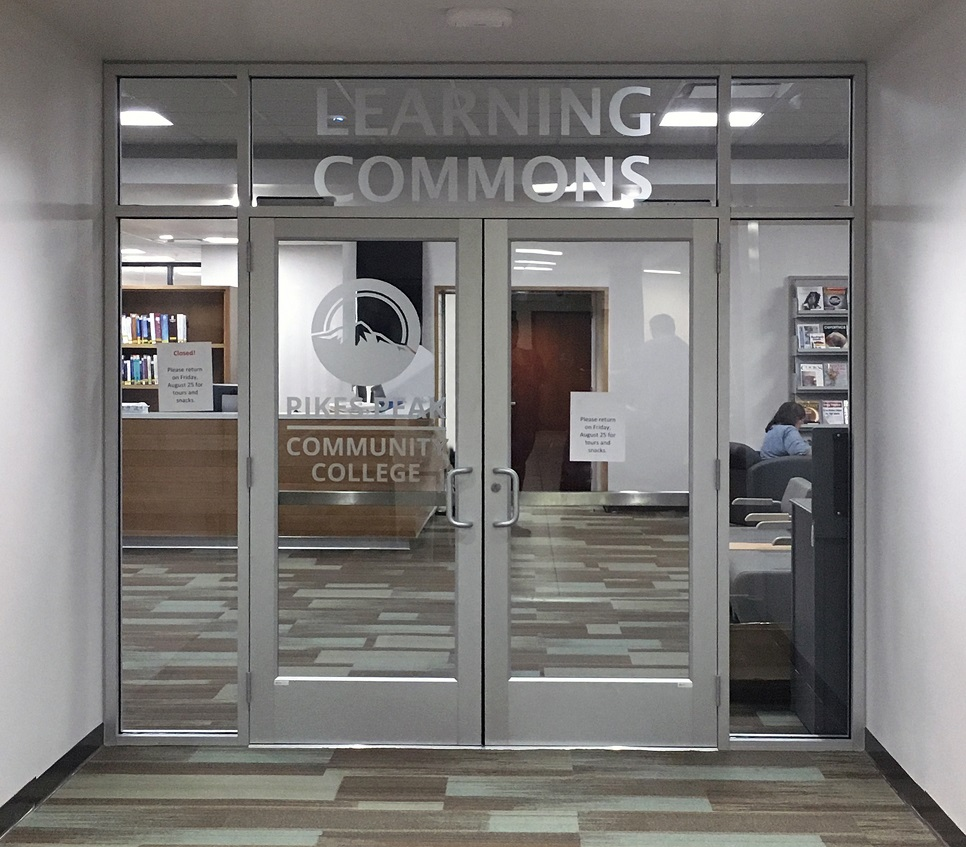 LEARNING
COMMONS
Closed!
Please return
on Friday,
August 25 for
tours and
snacks.
PIKES PEAK
COMMUNITY
COLLEGE
Please return
on Friday,
August 25 for
tours and
snacks.